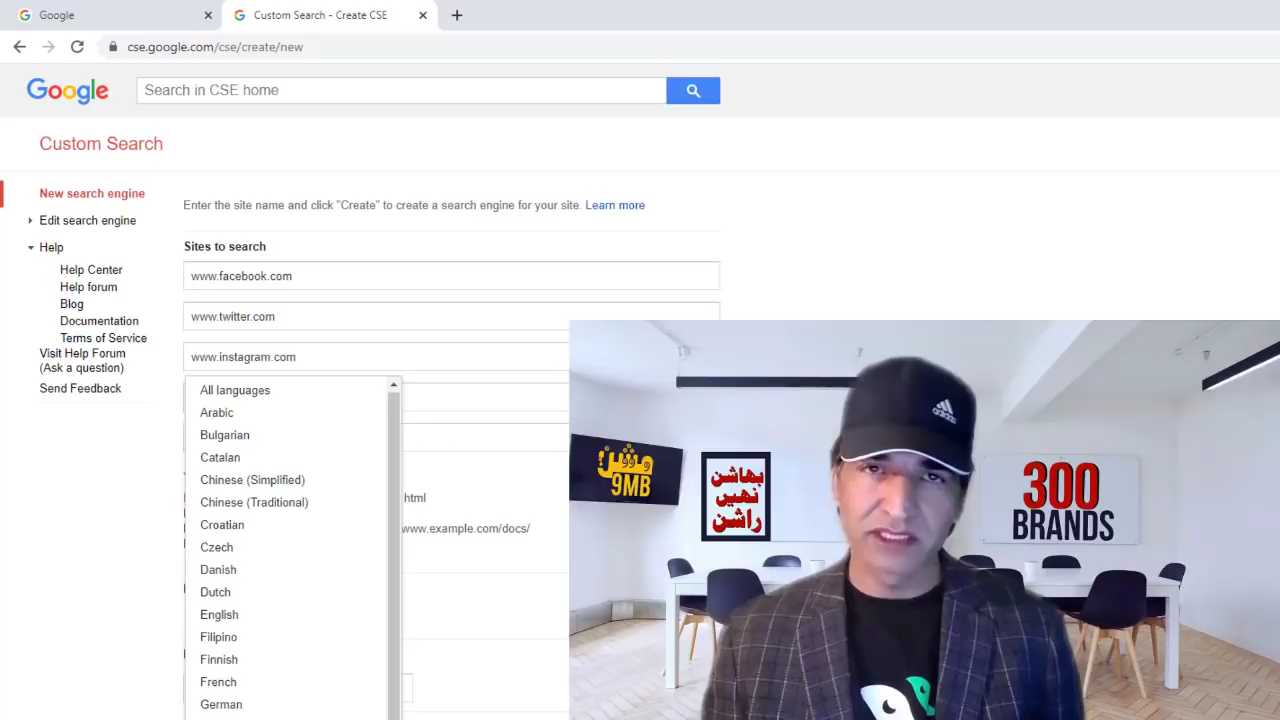 Google
Custom Search - Create CSE
cse.google.com/cse/create/new
Google
Search in CSE home
Custom Search
New search engine
Edit search engine
Help
Help Center
Help forum
Blog
Documentation
Terms of Service
Visit Help Forum
(Ask a question)
Send Feedback
Enter the site name and click "Create" to create a search engine for your site. Learn more
Sites to search
www.facebook.com
www.twitter.com
www.instagram.com
All languages
Arabic
Bulgarian
Catalan
Chinese (Simplified)
Chinese (Traditional)
Croatian
Czech
Danish
Dutch
English
Filipino
Finnish
French
German
html
www.example.com/docs/
adidas
مشن
9MB
بھاشن
نہیں
راشن
300
BRANDS